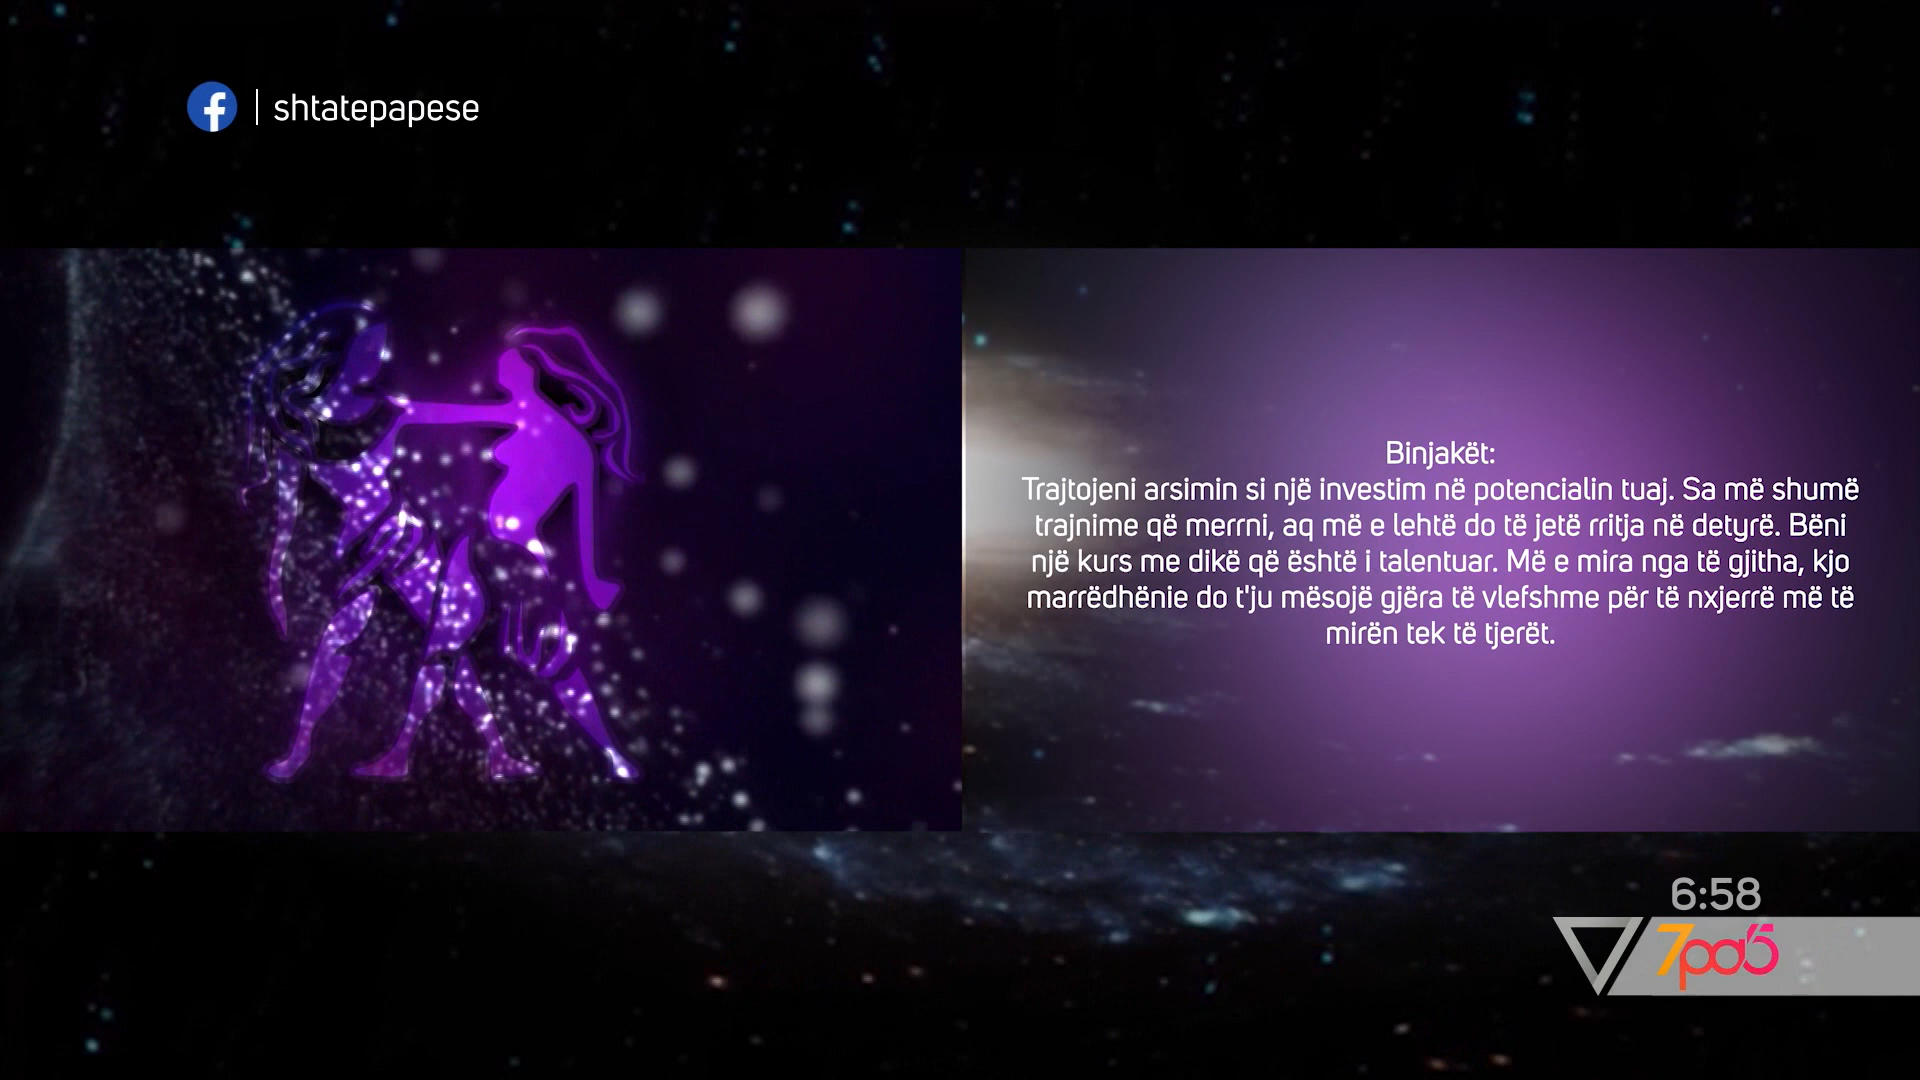 shtatepapese
Binjakët:
Trajtojeni arsimin si një investim në potencialin tuaj. Sa më shumë
trajnime që merrni, aq më e lehtë do të jetë rritja në detyrë. Bëni
një kurs me dikë që është i talentuar. Më e mira nga të gjitha, kjo
marrëdhënie do t'ju mësojë gjëra të vlefshme për të nxjerrë më të
mirën tek të tjerët.
6:58
7pa5